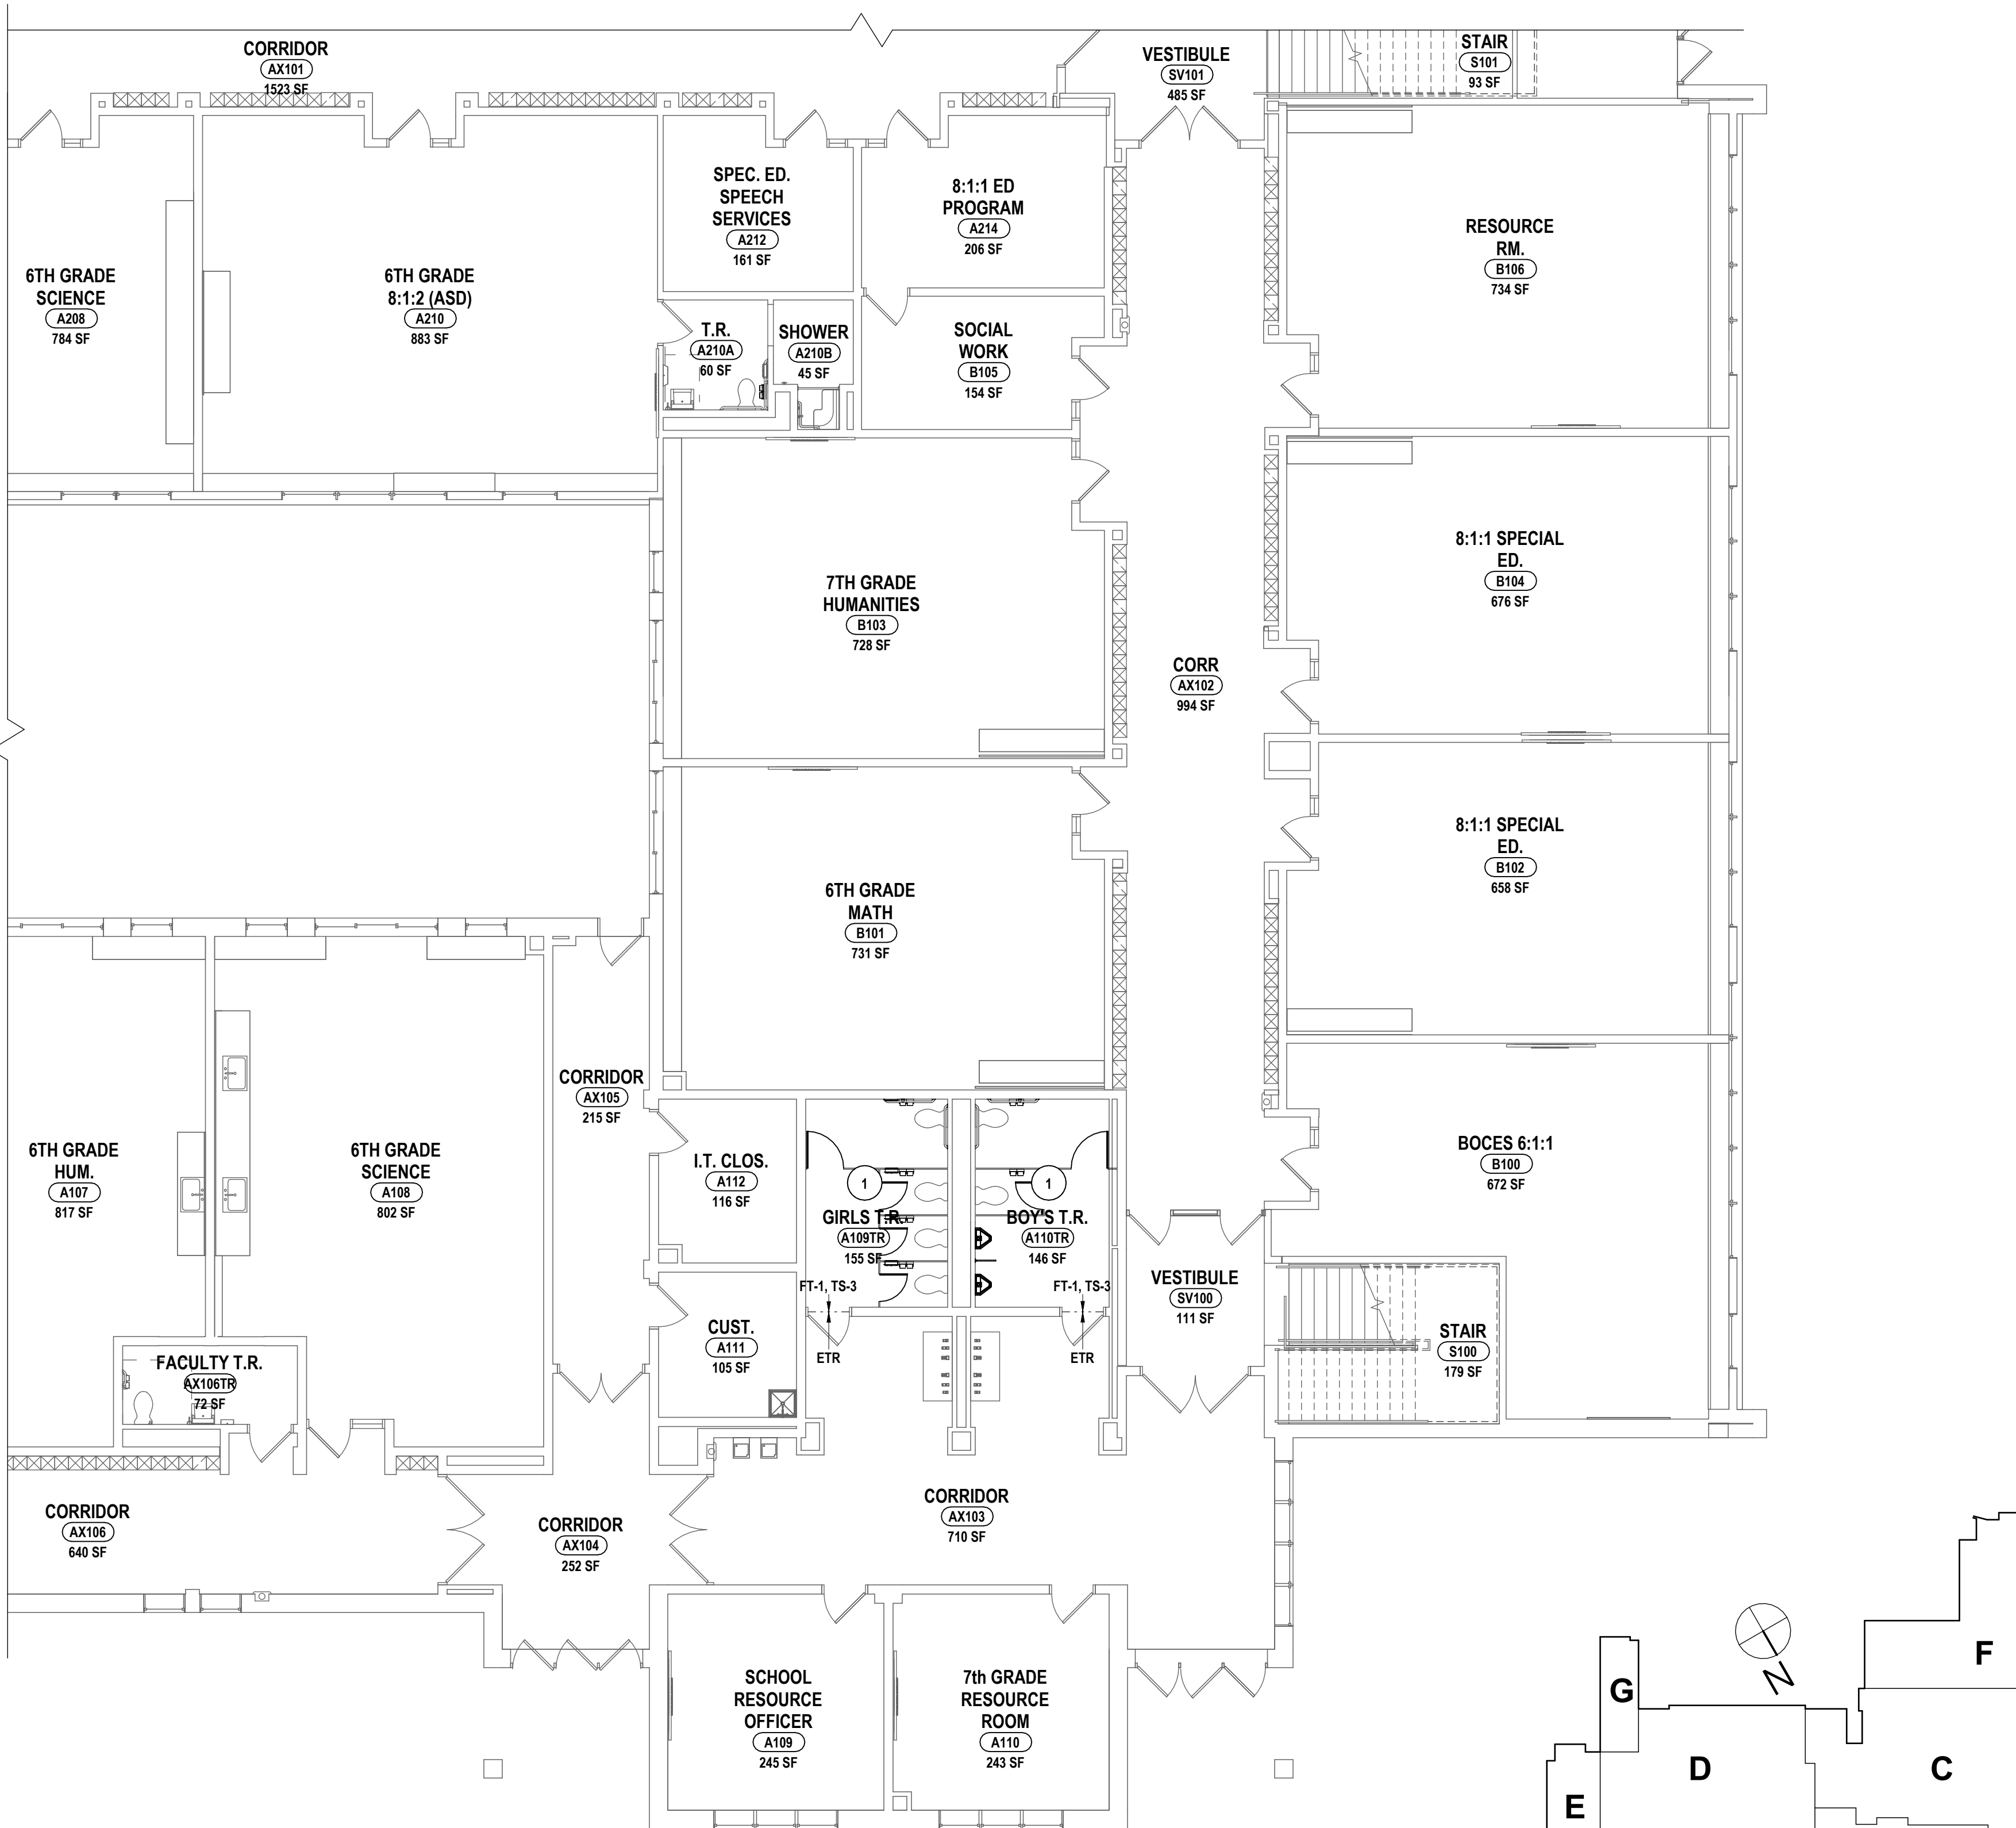 CORRIDOR
AX101
1523 SF
VESTIBULE
SV101
485 SF
STAIR
S101
93 SF
6TH GRADE
SCIENCE
A208
784 SF
6TH GRADE
8:1:2 (ASD)
A210
883 SF
SPEC. ED.
SPEECH
SERVICES
A212
161 SF
8:1:1 ED
PROGRAM
A214
206 SF
RESOURCE
RM.
B106
734 SF
T.R.
A210A
60 SF
SHOWER
A210B
45 SF
SOCIAL
WORK
B105
154 SF
7TH GRADE
HUMANITIES
B103
728 SF
8:1:1 SPECIAL
ED.
B104
676 SF
CORR
AX102
994 SF
6TH GRADE
MATH
B101
731 SF
8:1:1 SPECIAL
ED.
B102
658 SF
CORRIDOR
AX105
215 SF
6TH GRADE
HUM.
A107
817 SF
6TH GRADE
SCIENCE
A108
802 SF
I.T. CLOS.
A112
116 SF
1
GIRLS T.R.
A109TR
155 SF
FT-1, TS-3
ETR
1
BOY'S T.R.
A110TR
146 SF
FT-1, TS-3
ETR
BOCES 6:1:1
B100
672 SF
VESTIBULE
SV100
111 SF
STAIR
S100
179 SF
CUST.
A111
105 SF
FACULTY T.R.
AX106TR
72 SF
CORRIDOR
AX106
640 SF
CORRIDOR
AX104
252 SF
CORRIDOR
AX103
710 SF
SCHOOL
RESOURCE
OFFICER
A109
245 SF
7th GRADE
RESOURCE
ROOM
A110
243 SF
N
F
G
D
C
E